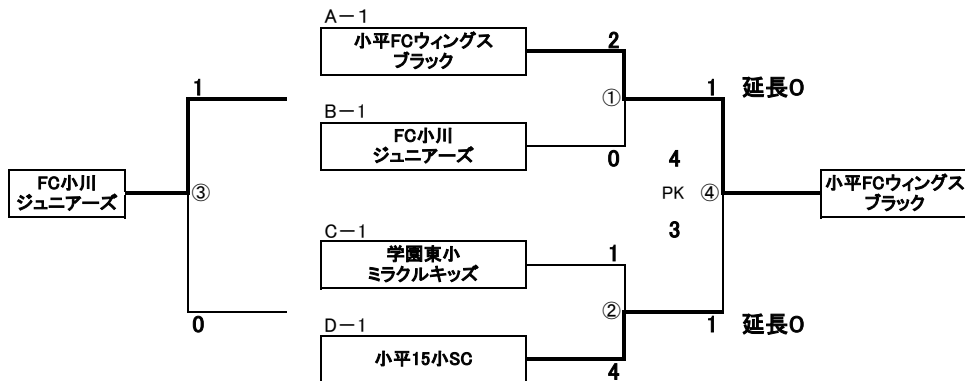 A－1
小平FCウィングス
ブラック
2
1
延長0
1
①
B－1
FC小川
ジュニアーズ
0
4
FC小川
ジュニアーズ
③
PK
④
小平FCウィングス
ブラック
3
C－1
学園東小
ミラクルキッズ
1
②
0
D－1
1
延長0
小平15小SC
4